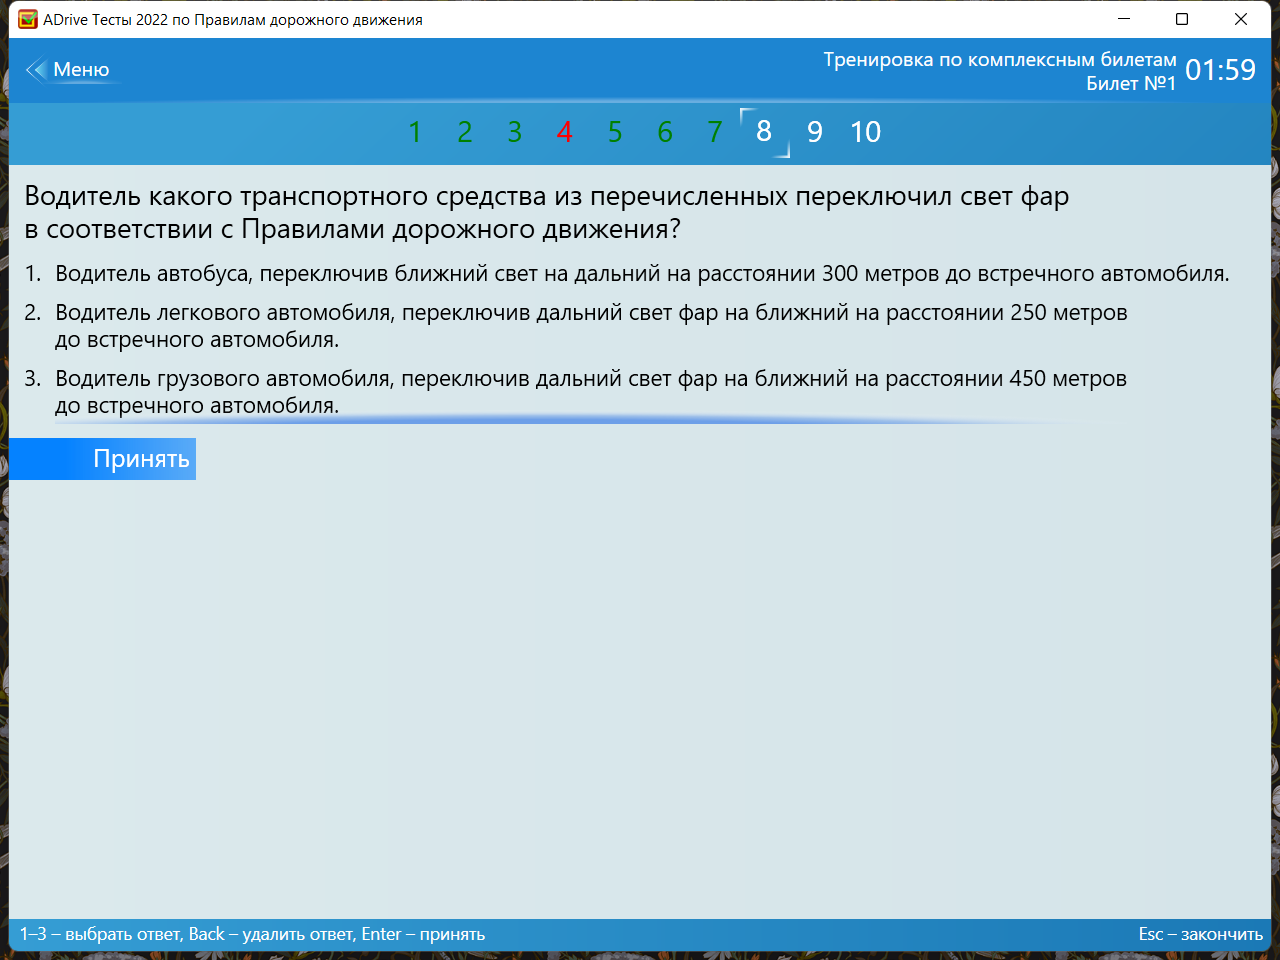 ADrive Тесты 2022 по Правилам дорожного движения
Меню
Тренировка по комплексным билетам
Билет №1
01:59
1 2 3 4 5 6 7 8 9 10
Водитель какого транспортного средства из перечисленных переключил свет фар
в соответствии с Правилами дорожного движения?
1. Водитель автобуса, переключив ближний свет на дальний на расстоянии 300 метров до встречного автомобиля.
2. Водитель легкового автомобиля, переключив дальний свет фар на ближний на расстоянии 250 метров
до встречного автомобиля.
3. Водитель грузового автомобиля, переключив дальний свет фар на ближний на расстоянии 450 метров
до встречного автомобиля.
Принять
1–3 – выбрать ответ, Back – удалить ответ, Enter – принять
Esc – закончить